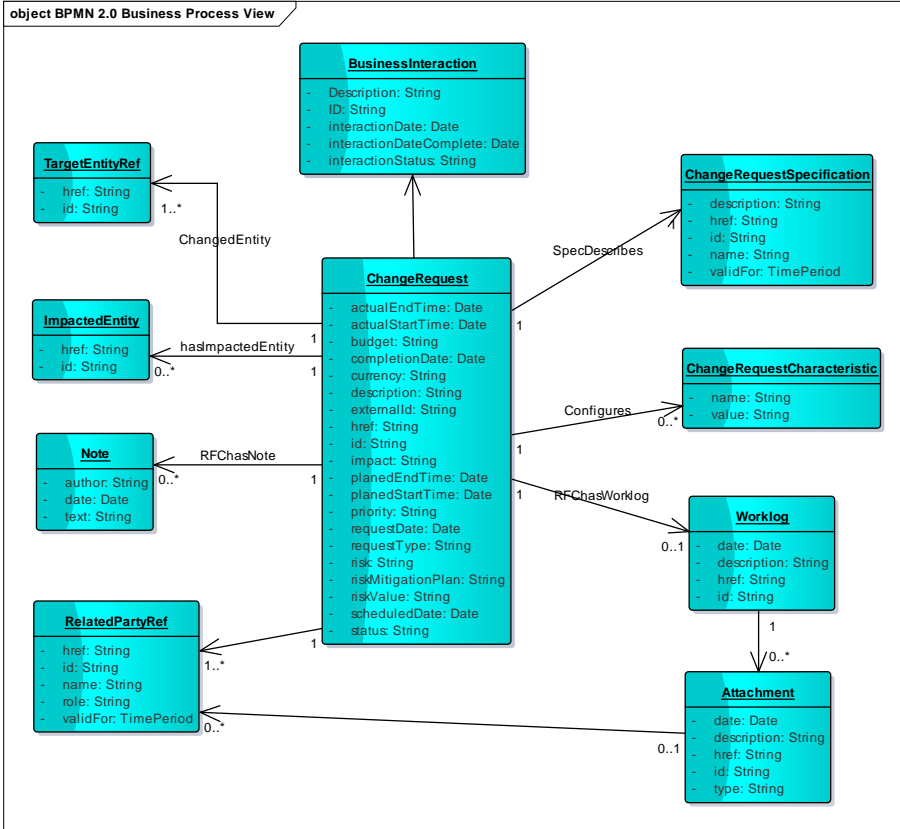 object BPMN 2.0 Business Process View
BusinessInteraction
- Description: String
- ID: String
- interactionDate: Date
- interactionDateComplete: Date
- interactionStatus: String
TargetEntityRef
- href: String
- id: String
1..*
ChangedEntity
ChangeRequestSpecification
- description: String
- href: String
- id: String
- name: String
- validFor: TimePeriod
1
SpecDescribes
ChangeRequest
- actualEndTime: Date
- actualStartTime: Date
- budget: String
- completionDate: Date
- currency: String
- description: String
- externalId: String
- href: String
- id: String
- impact: String
- planedEndTime: Date
- planedStartTime: Date
- priority: String
- requestDate: Date
- requestType: String
- risk: String
- riskMitigationPlan: String
- riskValue: String
- scheduledDate: Date
- status: String
1
1
ImpactedEntity
- href: String
- id: String
hasImpactedEntity
0..*
1
ChangeRequestCharacteristic
- name: String
- value: String
Configures
0..*
1
Note
- author: String
- date: Date
- text: String
RFChasNote
0..*
1
1
RFChasWorklog
0..1
Worklog
- date: Date
- description: String
- href: String
- id: String
1
0..*
RelatedPartyRef
- href: String
- id: String
- name: String
- role: String
- validFor: TimePeriod
1
1..*
0..*
0..1
Attachment
- date: Date
- description: String
- href: String
- id: String
- type: String